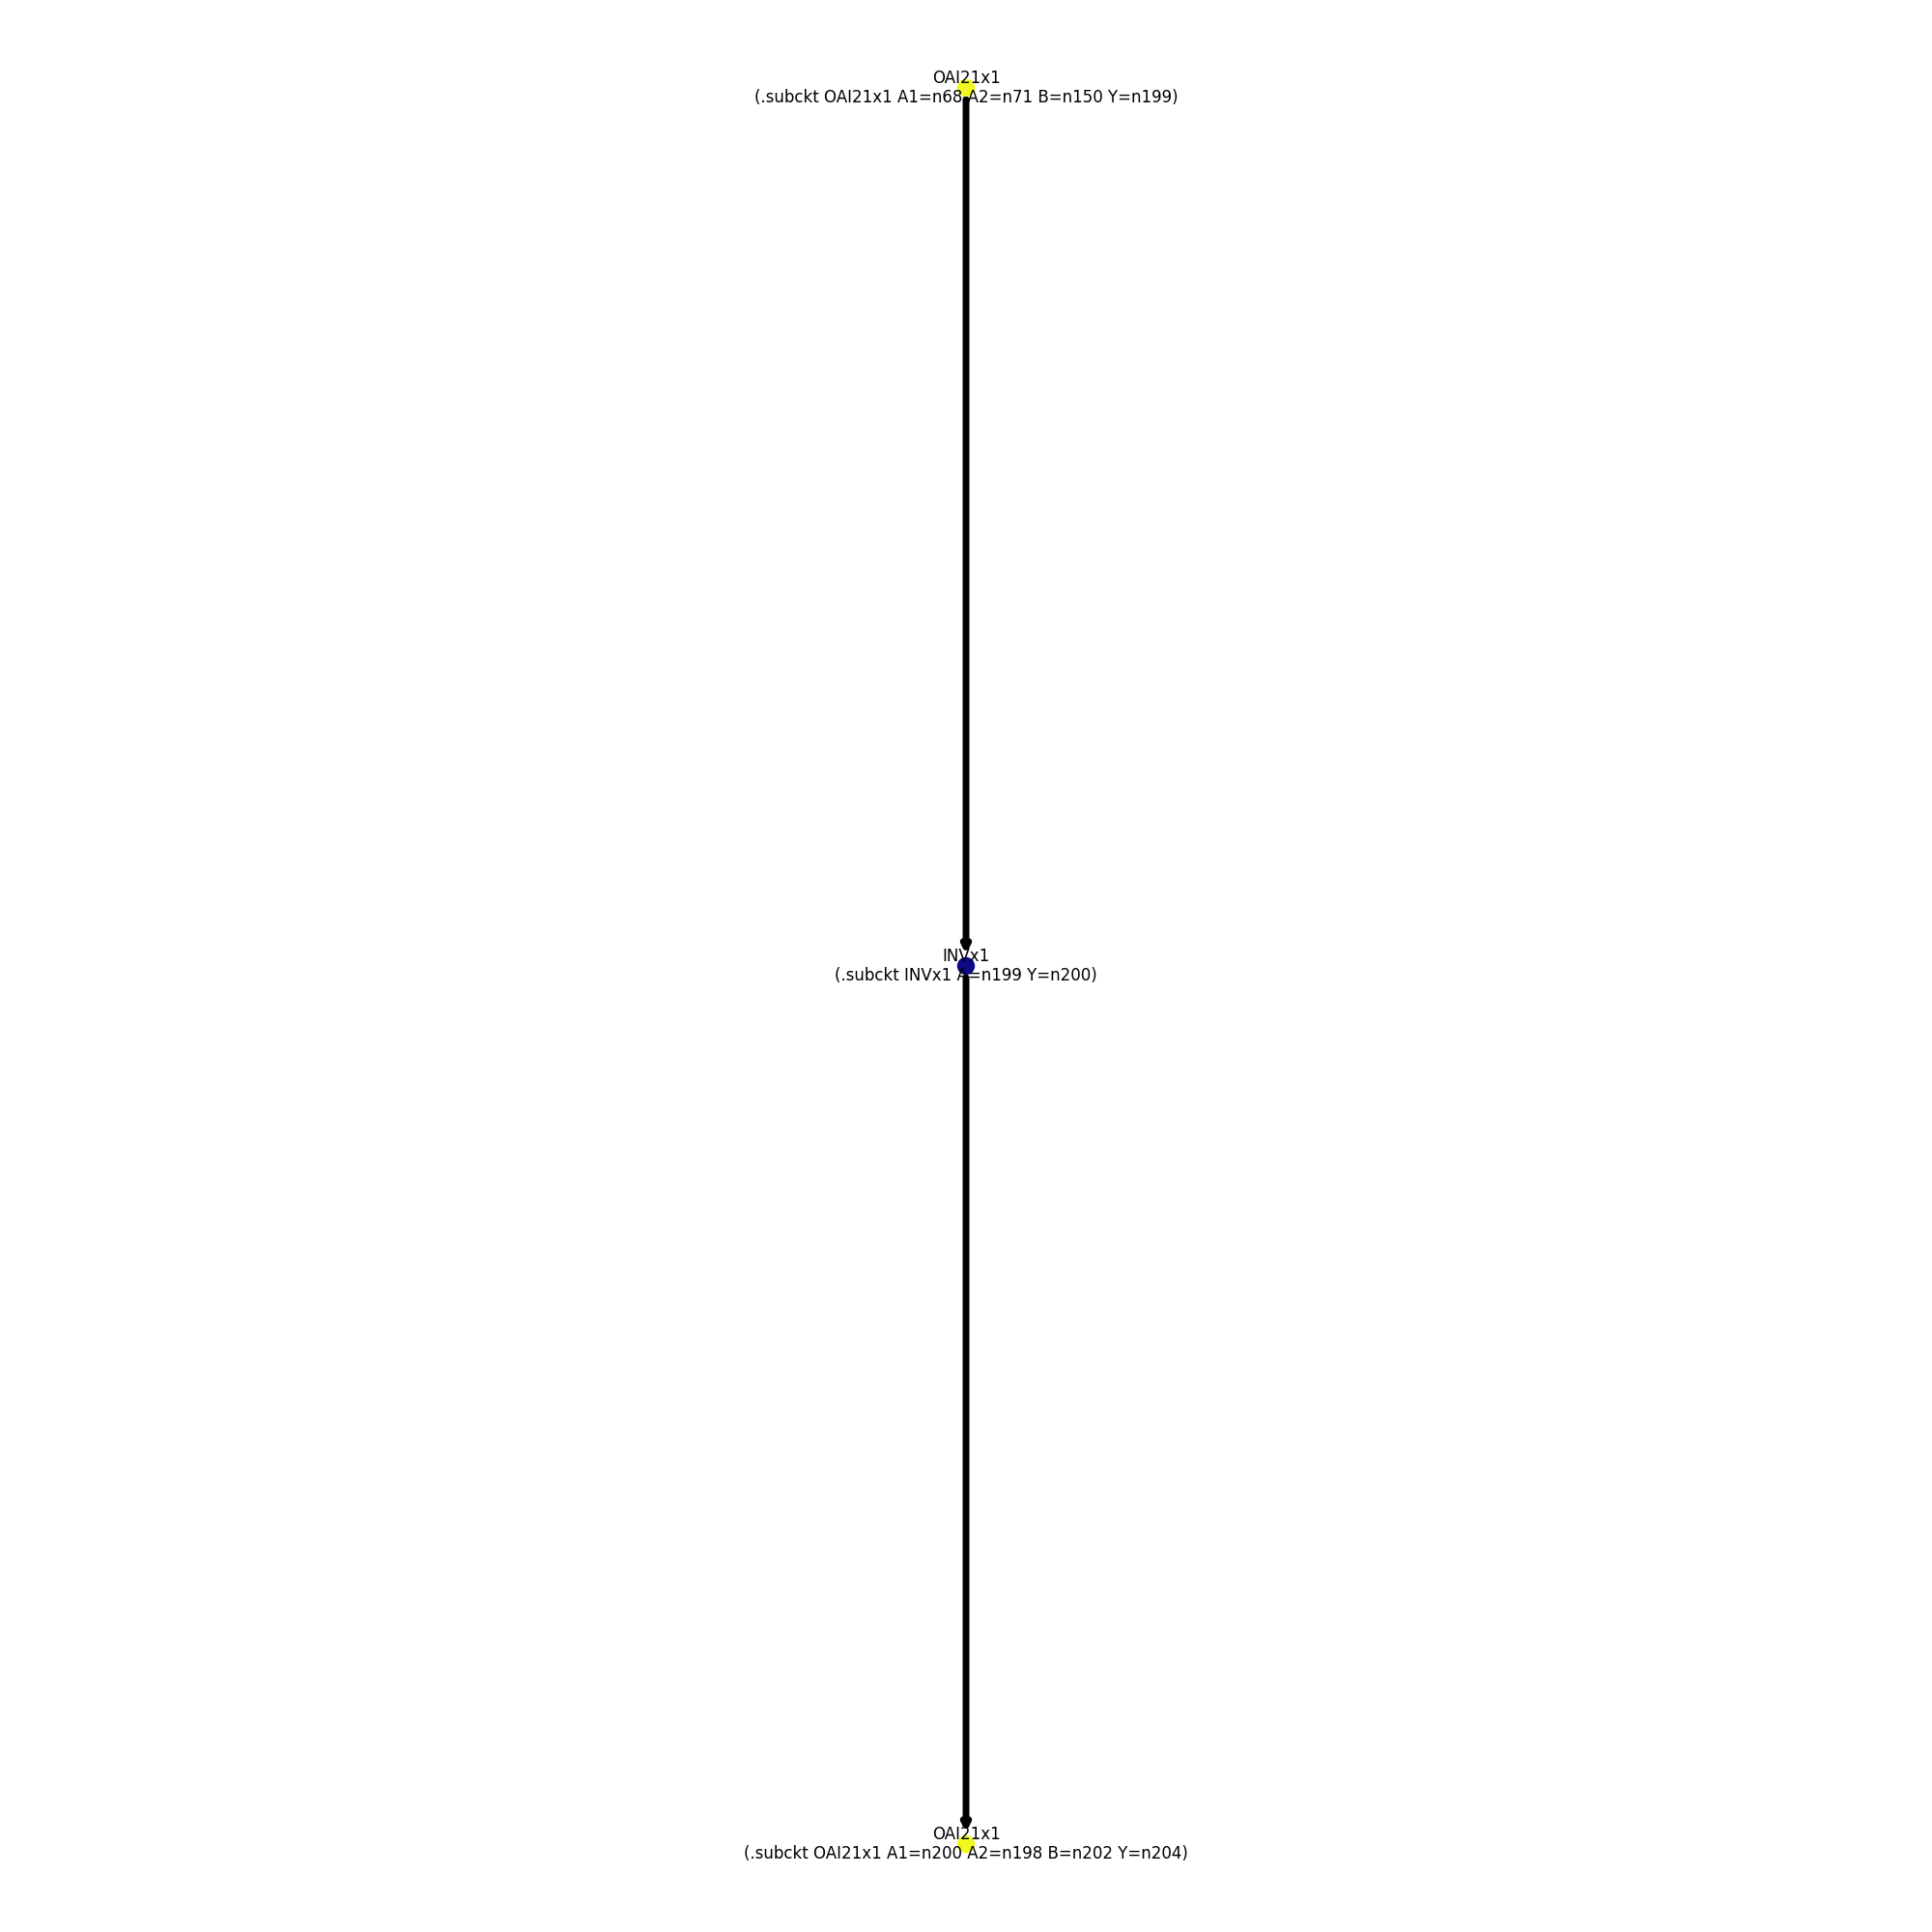 OAI21x1
(.subckt OAI21x1 A1=n68 A2=n71 B=n150 Y=n199)
INVx1
(.subckt INVx1 A=n199 Y=n200)
OAI21x1
(.subckt OAI21x1 A1=n200 A2=n198 B=n202 Y=n204)